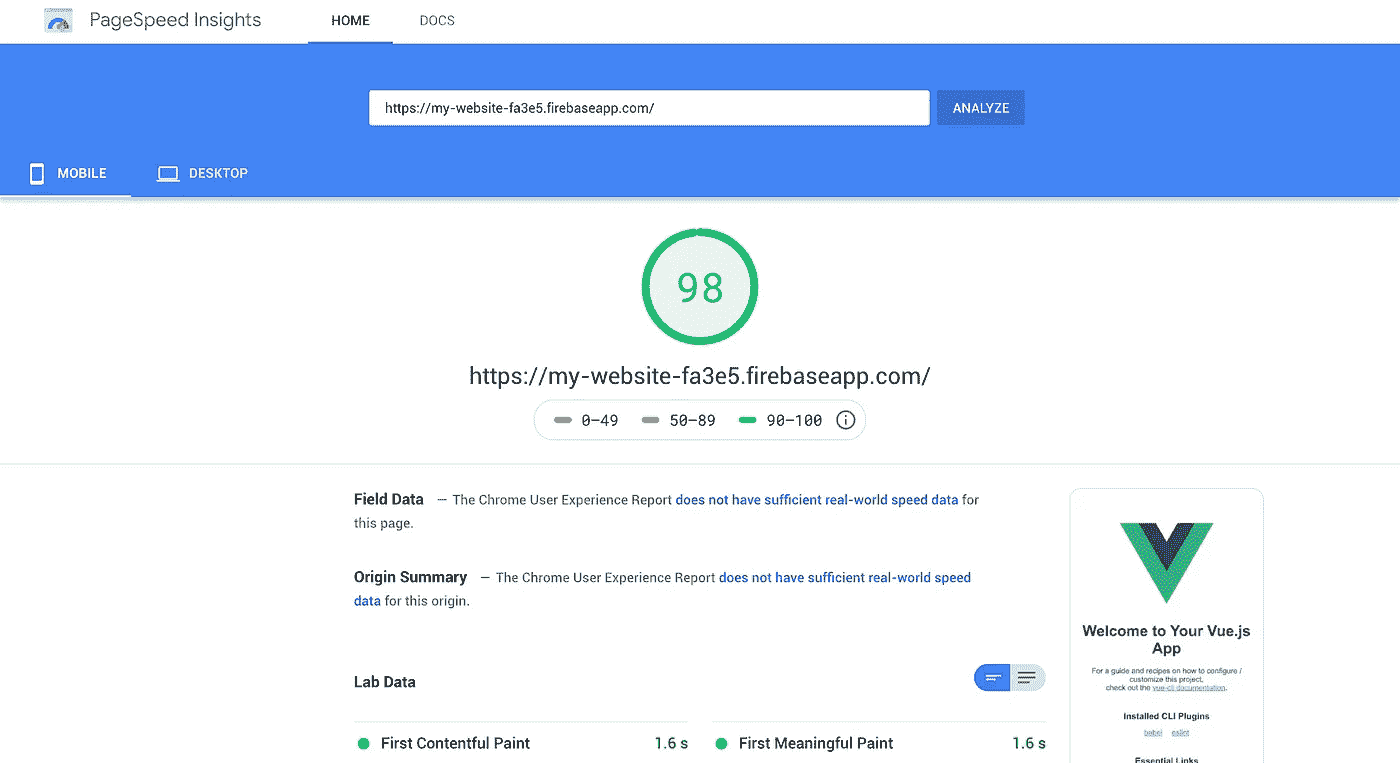 PageSpeed Insights HOME DOCS
https://my-website-fa3e5.firebaseapp.com/ ANALYZE
MOBILE DESKTOP
98
https://my-website-fa3e5.firebaseapp.com/
0–49 50–89 90–100
Field Data — The Chrome User Experience Report does not have sufficient real-world speed data for
this page.
Origin Summary — The Chrome User Experience Report does not have sufficient real-world speed
data for this origin.
Lab Data
First Contentful Paint 1.6 s First Meaningful Paint 1.6 s
Welcome to Your Vue.js
App
For a guide and recipes on how to configure /
customize this project,
check out the vue-cli documentation.
Installed CLI Plugins
babel eslint
Essential Links